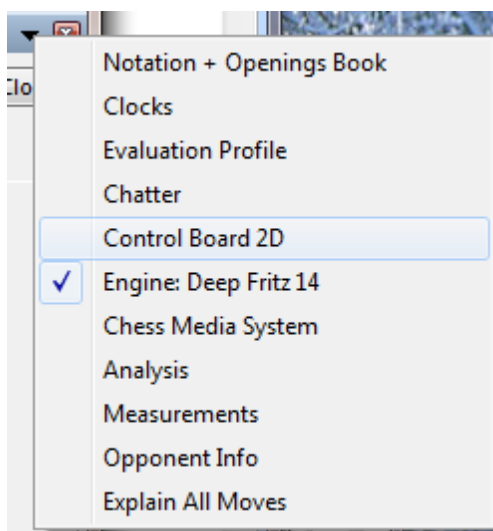 Clo
Notation + Openings Book
Clocks
Evaluation Profile
Chatter
Control Board 2D
Engine: Deep Fritz 14
Chess Media System
Analysis
Measurements
Opponent Info
Explain All Moves